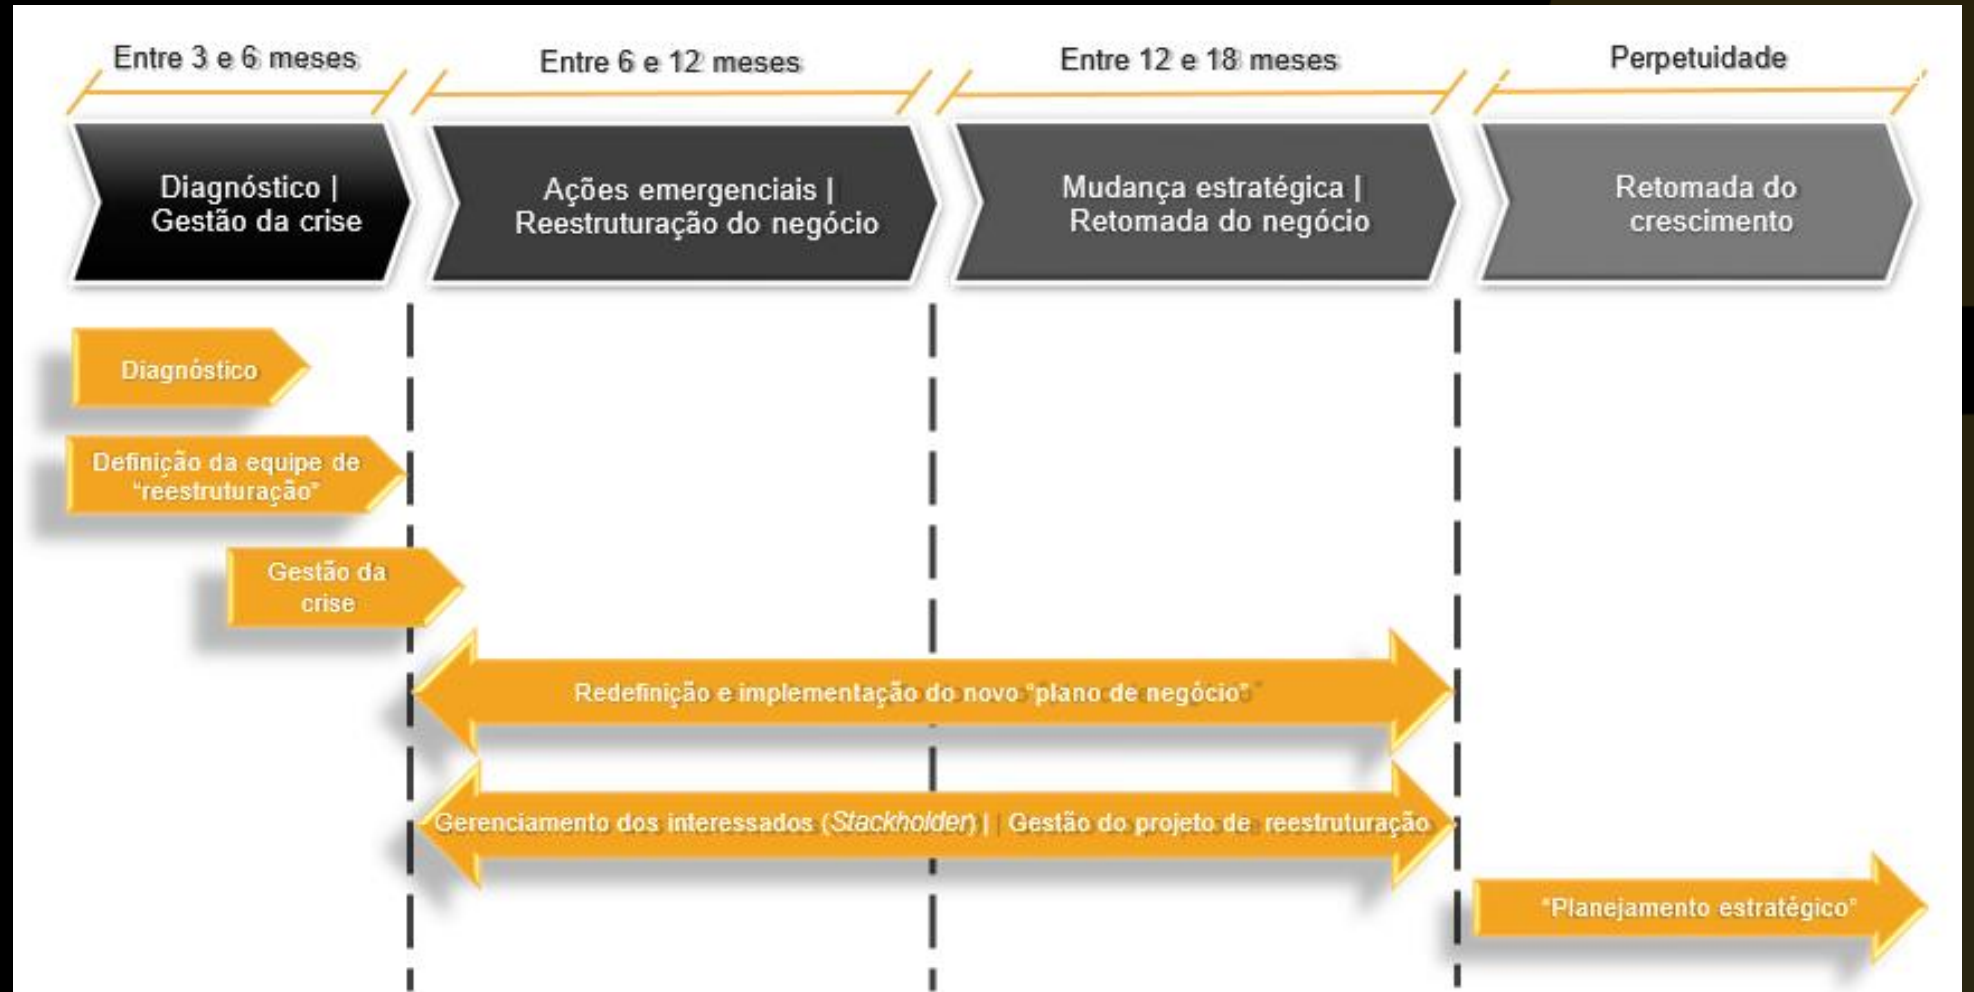 Entre 3 e 6 meses
Entre 6 e 12 meses
Entre 12 e 18 meses
Perpetuidade
Diagnóstico |
Gestão da crise
Ações emergenciais |
Reestruturação do negócio
Mudança estratégica |
Retomada do negócio
Retomada do
crescimento
Diagnóstico
Definição da equipe de
“reestruturação”
Gestão da
crise
Redefinição e implementação do novo “plano de negócio”
Gerenciamento dos interessados (Stackholder) | Gestão do projeto de reestruturação
“Planejamento estratégico”